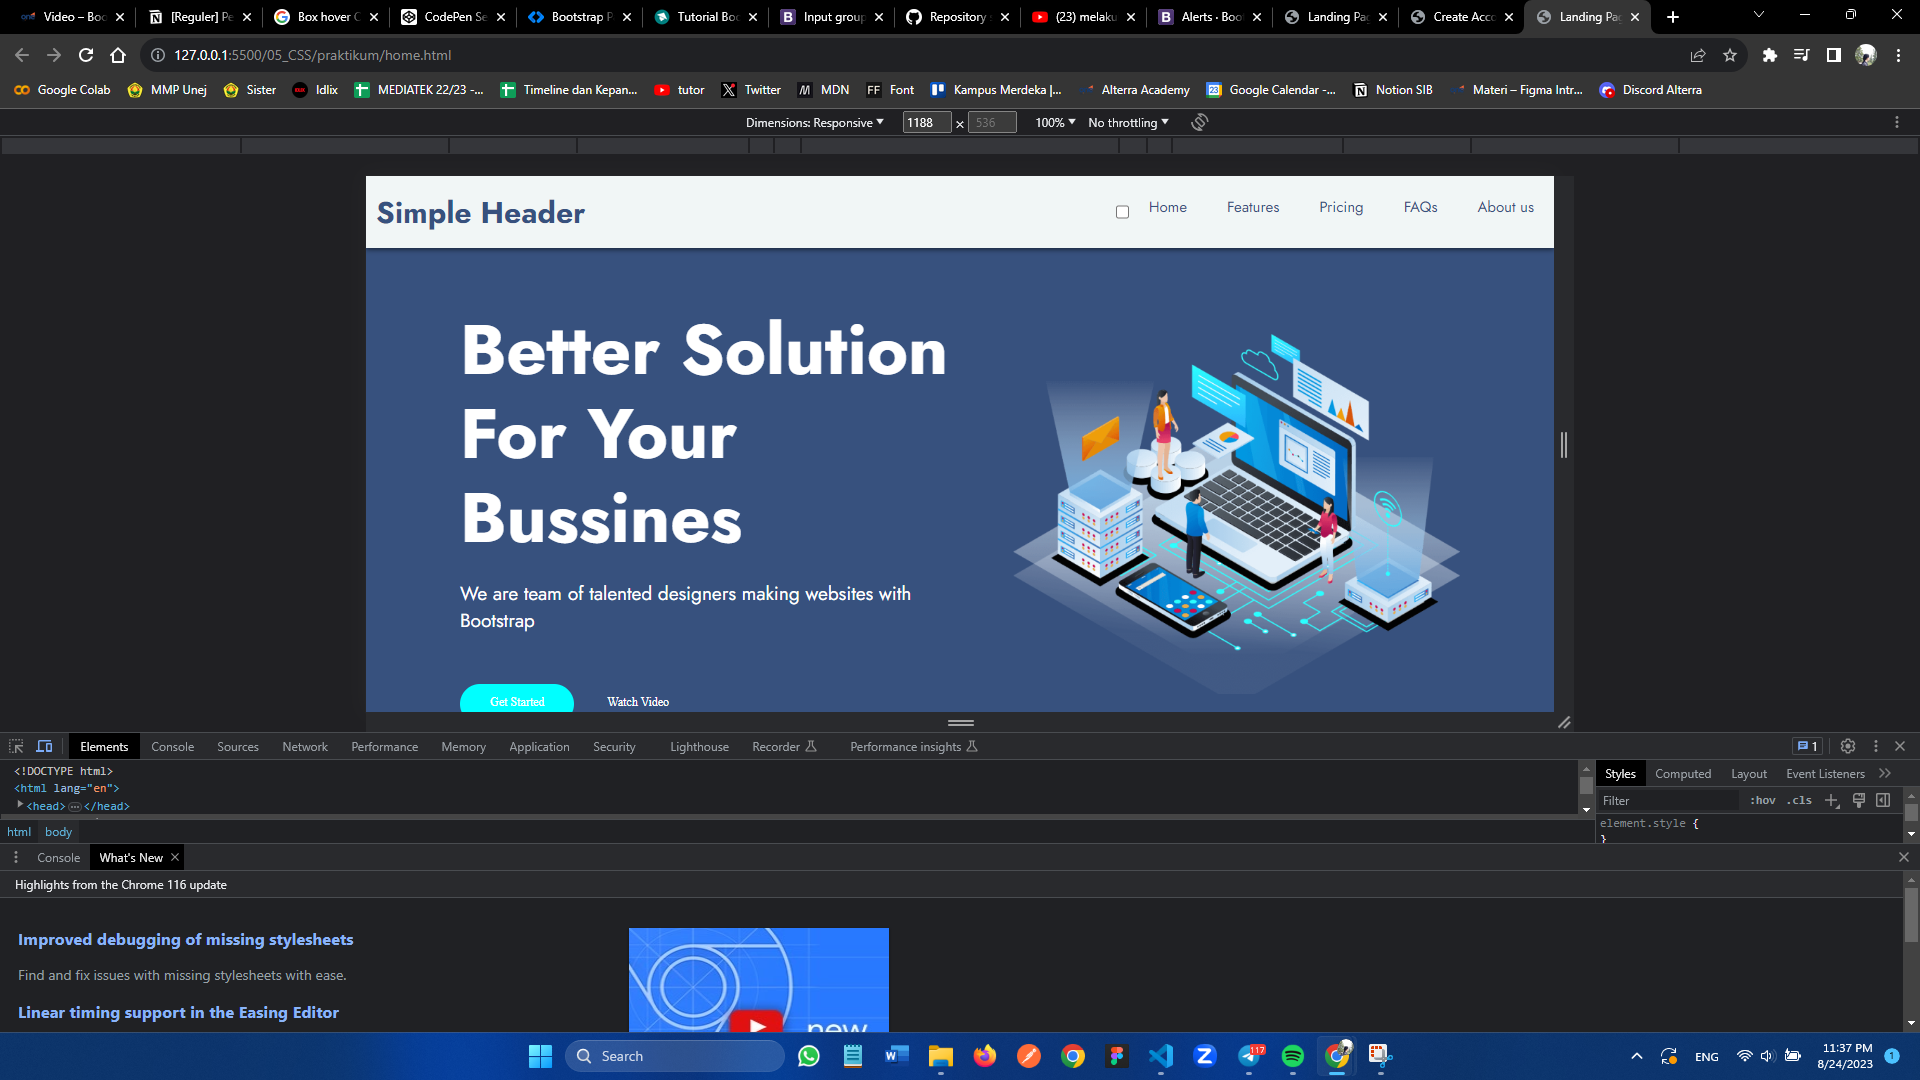 Video – Boo
[Reguler] Pe
Box hover C
CodePen Se
Bootstrap P
Tutorial Boo
Input group
Repository
(23) melaku
Alerts · Boo
Landing Pag
Create Acco
Landing Pag
127.0.0.1:5500/05_CSS/praktikum/home.html
Google Colab
MMP Unej
Sister
Idlix
MEDIATEK 22/23 -...
Timeline dan Kepan...
tutor
Twitter
MDN
FF Font
Kampus Merdeka |...
Alterra Academy
Google Calendar -...
Notion SIB
Materi – Figma Intr...
Discord Alterra
Dimensions: Responsive 1188 × 536 100% No throttling
Simple Header
Home Features Pricing FAQs About us
Better Solution
For Your
Bussines
We are team of talented designers making websites with
Bootstrap
Get Started Watch Video
Elements Console Sources Network Performance Memory Application Security Lighthouse Recorder Performance insights 1
<!DOCTYPE html>
<html lang="en">
<head> ... </head>
html body
Styles Computed Layout Event Listeners
Filter :hov .cls
element.style {
}
Console What's New
Highlights from the Chrome 116 update
Improved debugging of missing stylesheets
Find and fix issues with missing stylesheets with ease.
Linear timing support in the Easing Editor
new
Search
117
ENG
11:37 PM
8/24/2023
1